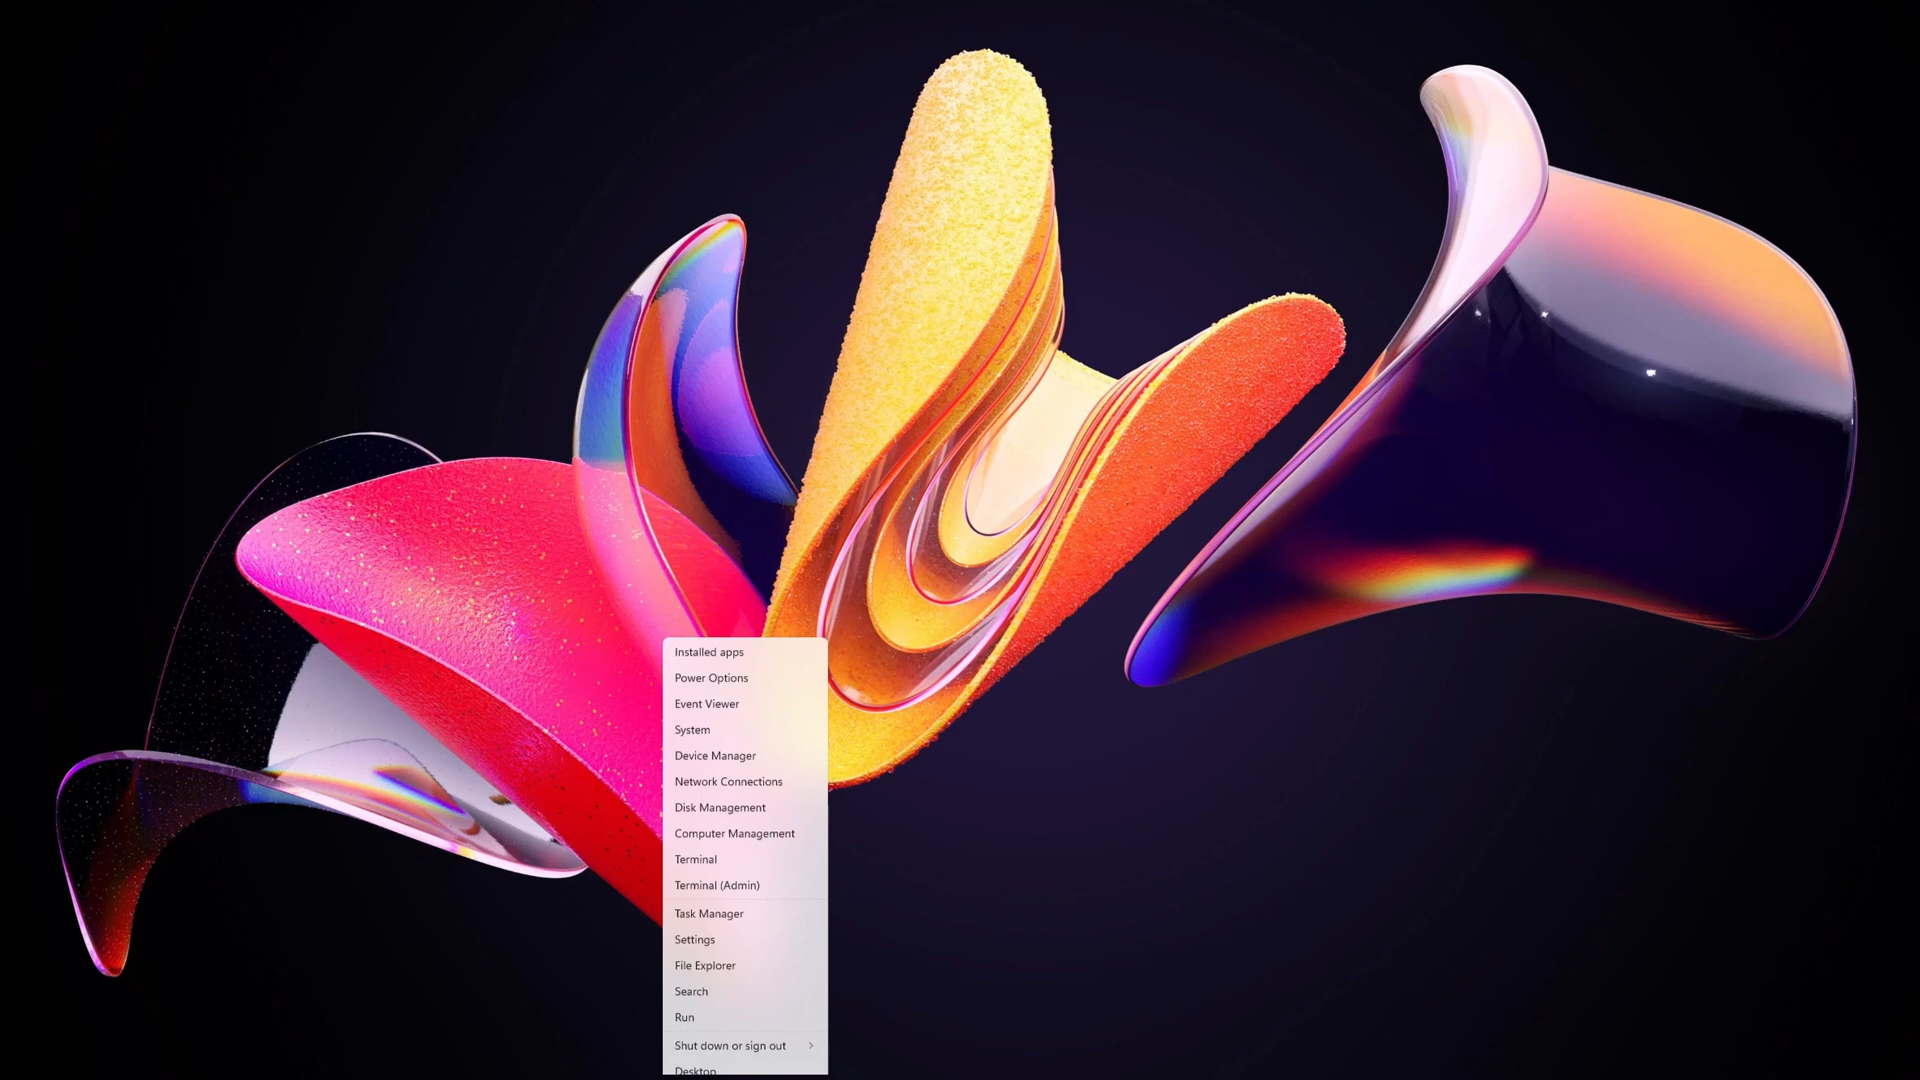 Installed apps
Power Options
Event Viewer
System
Device Manager
Network Connections
Disk Management
Computer Management
Terminal
Terminal (Admin)
Task Manager
Settings
File Explorer
Search
Run
Shut down or sign out
Desktop